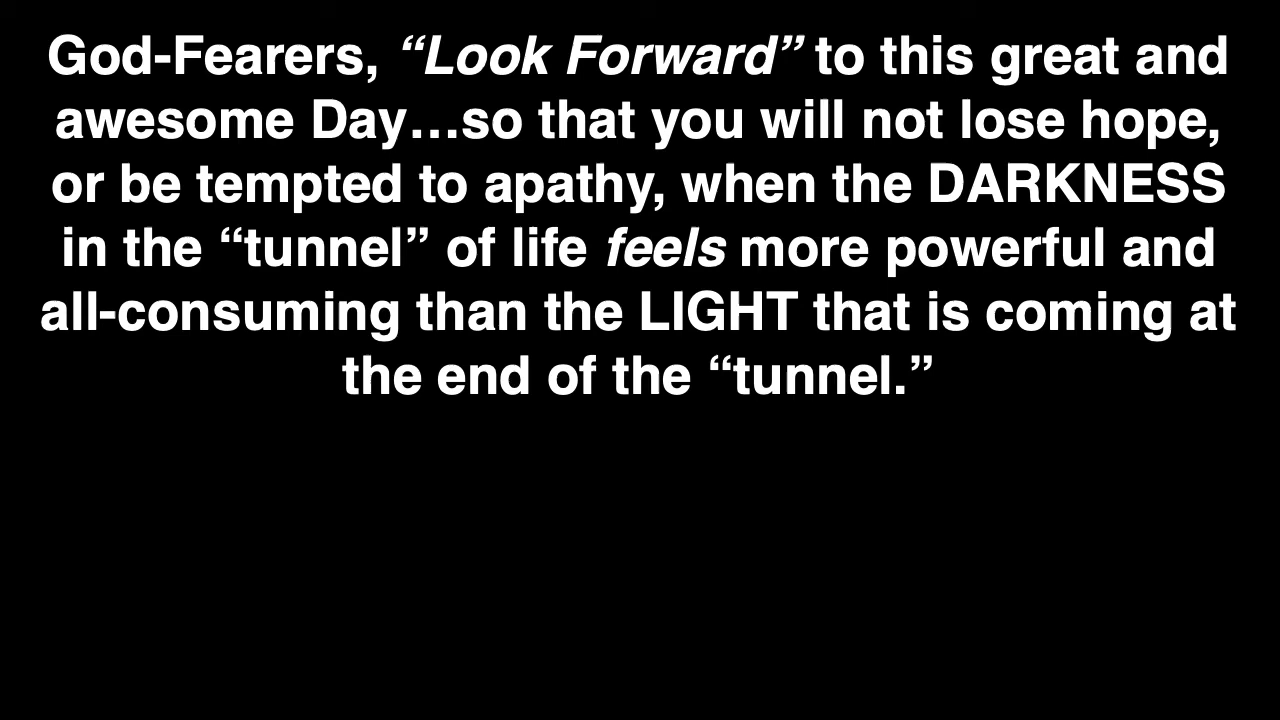 God-Fearers, “Look Forward” to this great and
awesome Day…so that you will not lose hope,
or be tempted to apathy, when the DARKNESS
in the “tunnel” of life feels more powerful and
all-consuming than the LIGHT that is coming at
the end of the “tunnel.”